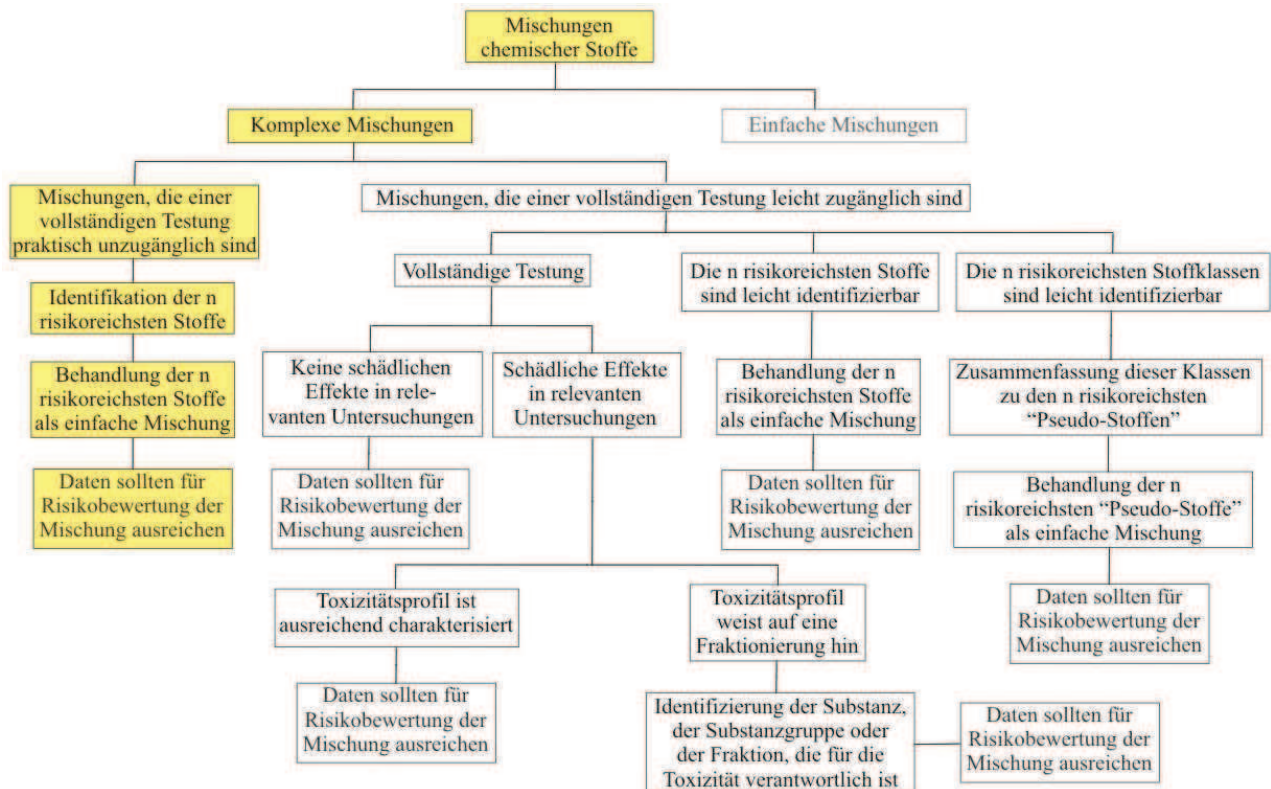 Mischungen
chemischer Stoffe
Komplexe Mischungen
Einfache Mischungen
Mischungen, die einer
vollständigen Testung
praktisch unzugänglich sind
Mischungen, die einer vollständigen Testung leicht zugänglich sind
Identifikation der n
risikoreichsten Stoffe
Behandlung der n
risikoreichsten Stoffe
als einfache Mischung
Daten sollten für
Risikobewertung der
Mischung ausreichen
Vollständige Testung
Keine schädlichen
Effekte in rele-
vanten Untersuchungen
Daten sollten für
Risikobewertung der
Mischung ausreichen
Schädliche Effekte
in relevanten
Untersuchungen
Toxizitätsprofil ist
ausreichend charakterisiert
Daten sollten für
Risikobewertung der
Mischung ausreichen
Toxizitätsprofil
weist auf eine
Fraktionierung hin
Identifizierung der Substanz,
der Substanzgruppe oder
der Fraktion, die für die
Toxizität verantwortlich ist
Daten sollten für
Risikobewertung der
Mischung ausreichen
Die n risikoreichsten Stoffe
sind leicht identifizierbar
Behandlung der n
risikoreichsten Stoffe
als einfache Mischung
Daten sollten für
Risikobewertung der
Mischung ausreichen
Die n risikoreichsten Stoffklassen
sind leicht identifizierbar
Zusammenfassung dieser Klassen
zu den n risikoreichsten
“Pseudo-Stoffen”
Behandlung der n
risikoreichsten “Pseudo-Stoffe”
als einfache Mischung
Daten sollten für
Risikobewertung der
Mischung ausreichen